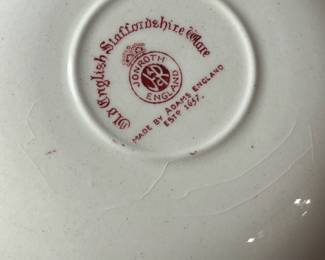 Old English Staffordshire Ware
JONROTH
ENGLAND
MADE BY ADAMS ENGLAND
ESTD 1657.